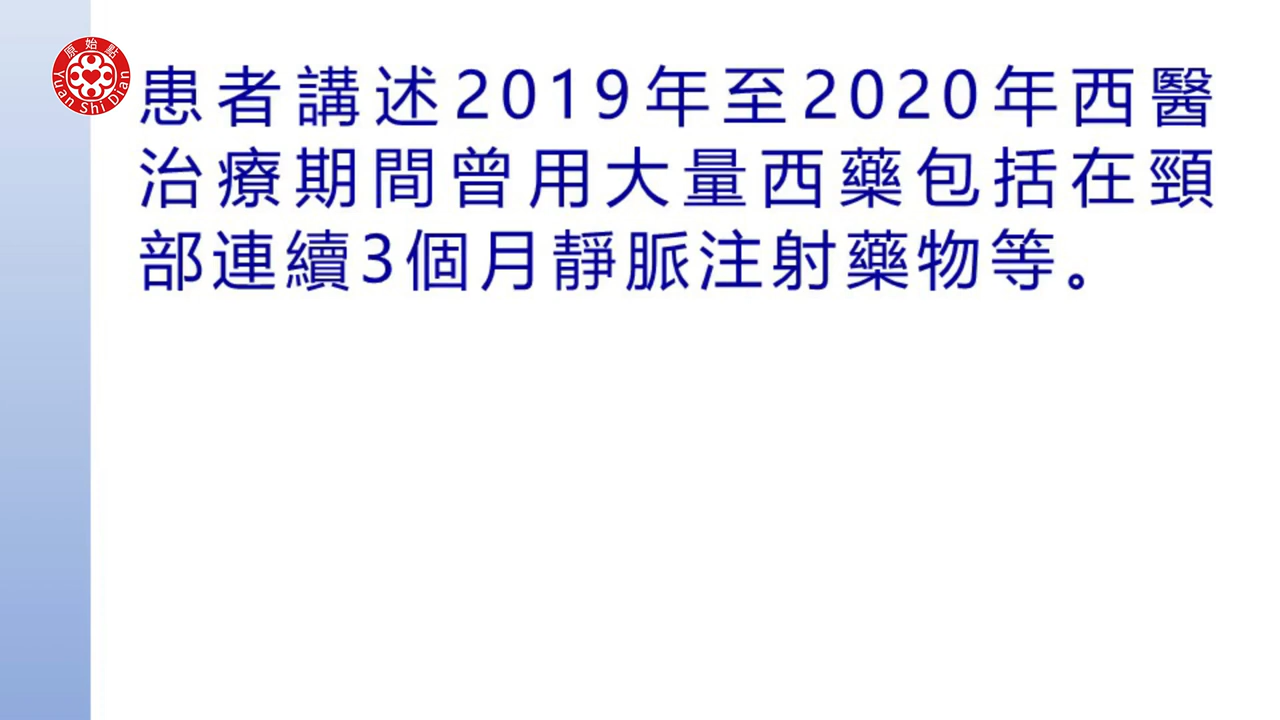 原始點
Yuan Shi Dian
患者講述2019年至2020年西醫
治療期間曾用大量西藥包括在頸
部連續3個月靜脈注射藥物等。